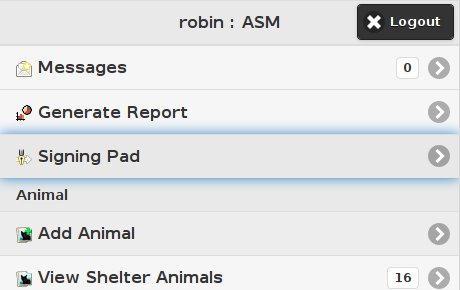 robin : ASM
Logout
Messages 0
Generate Report
Signing Pad
Animal
Add Animal
View Shelter Animals 16